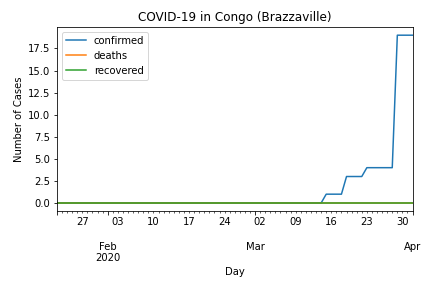 COVID-19 in Congo (Brazzaville)
confirmed
deaths
recovered
Number of Cases
17.5
15.0
12.5
10.0
7.5
5.0
2.5
0.0
27 03 10 17 24 02 09 16 23 30
Feb Mar Apr
2020
Day